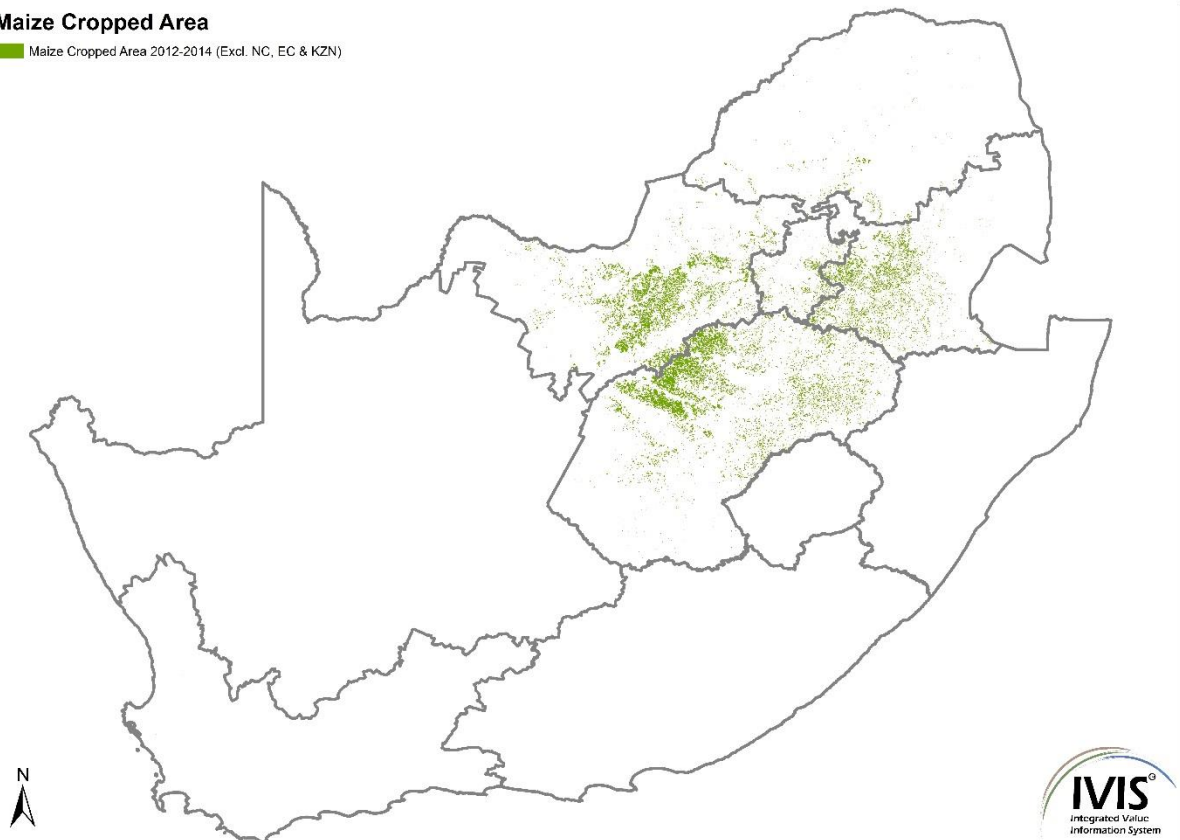 Maize Cropped Area
Maize Cropped Area 2012-2014 (Excl. NC, EC & KZN)
N
IVIS®
Integrated Value
Information System